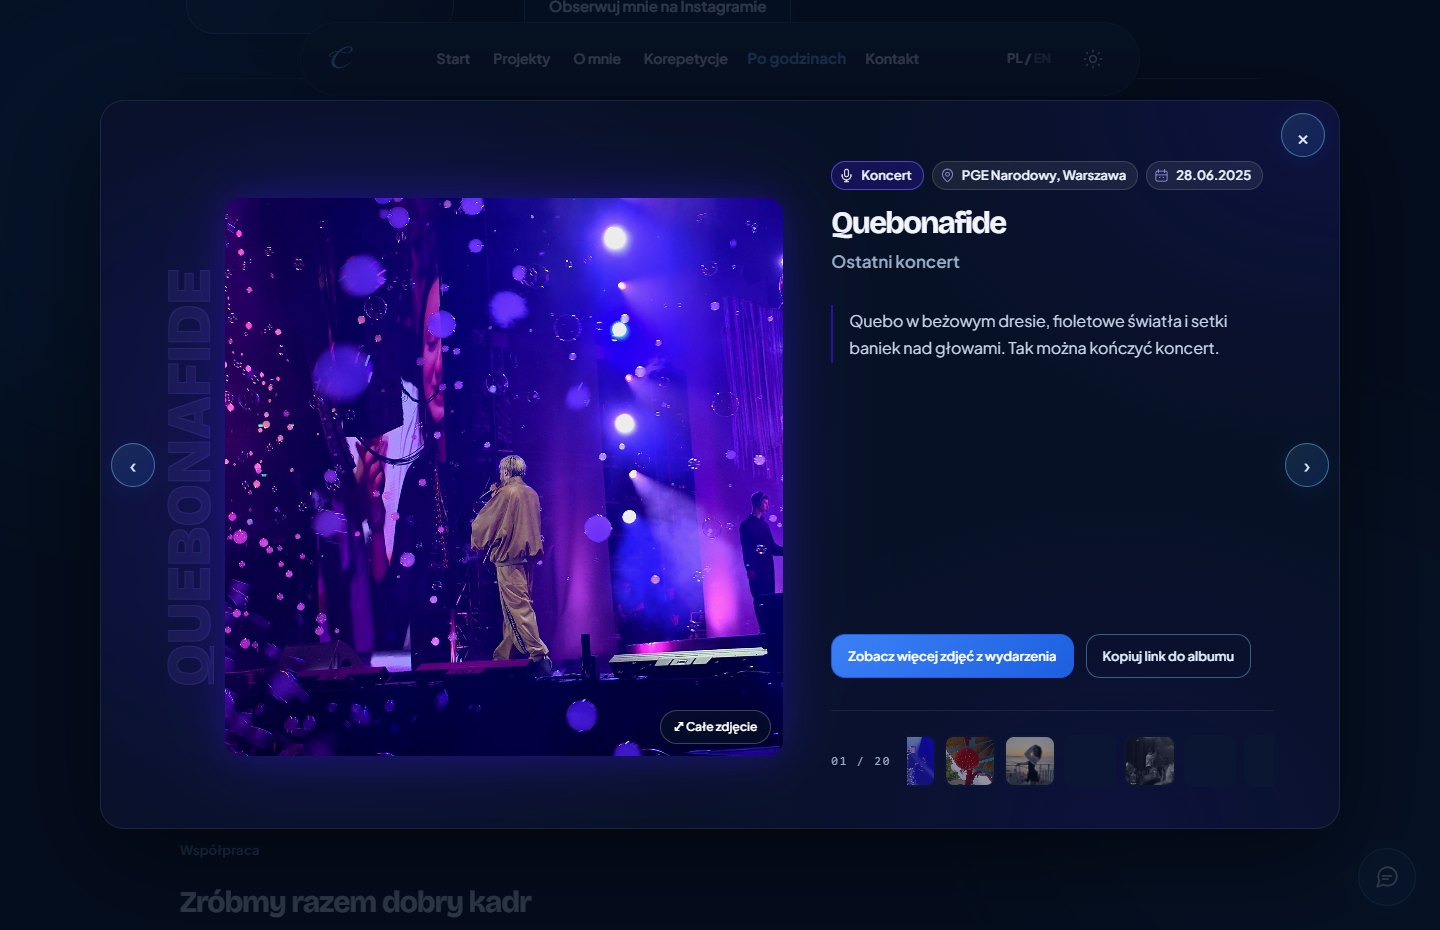 Obserwuj mnie na Instagramie
C
Start Projekty O mnie Korepetycje Po godzinach Kontakt PL / EN
×
Koncert PGE Narodowy, Warszawa 28.06.2025
Quebonafide
Ostatni koncert
QUEBONAFIDE
Quebo w beżowym dresie, fioletowe światła i setki
baniek nad głowami. Tak można kończyć koncert.
‹
›
Zobacz więcej zdjęć z wydarzenia Kopiuj link do albumu
⤢ Całe zdjęcie
01 / 20
Współpraca
Zróbmy razem dobry kadr